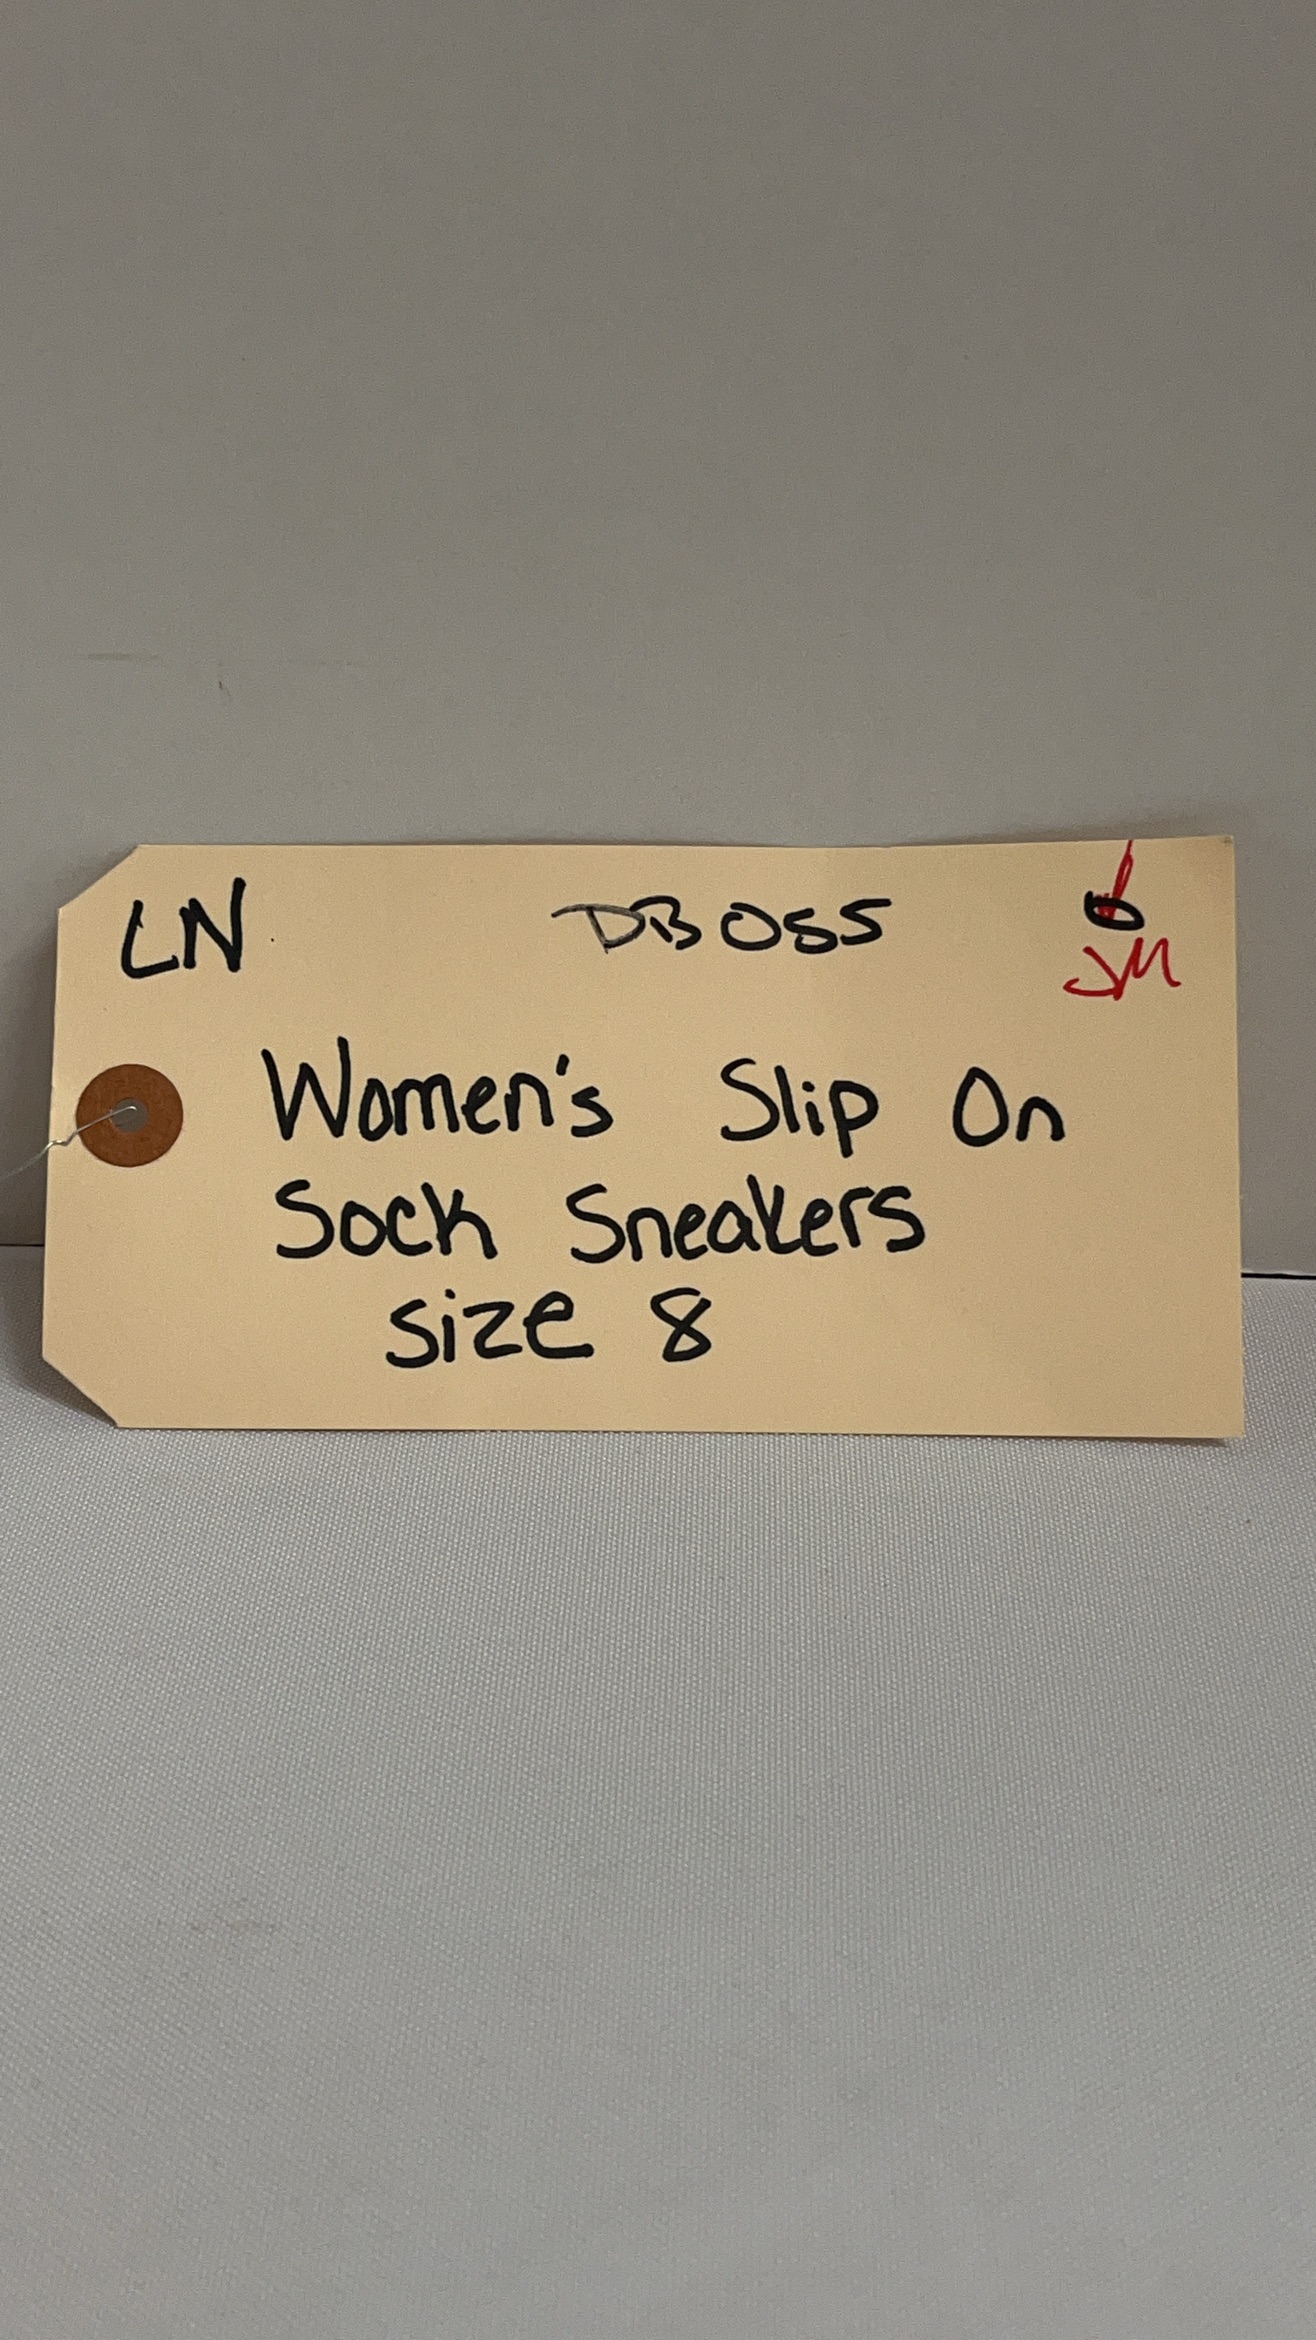 LN DB055
JM
Women's Slip On
Sock Sneakers
size 8